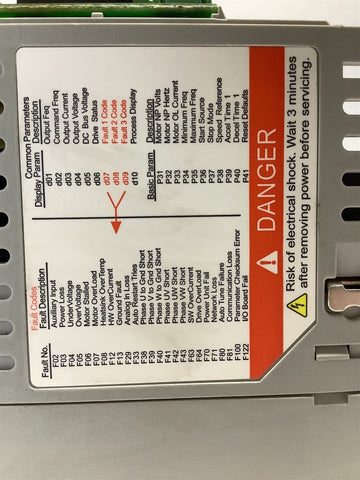 Fault Codes
Fault No. Fault Description
F02 Auxiliary Input
F03 Power Loss
F04 UnderVoltage
F05 OverVoltage
F06 Motor Stalled
F07 Motor OverLoad
F08 Heatsink OverTemp
F12 HW OverCurrent
F13 Ground Fault
F29 Analog Loss
F33 Auto Restart Tries
F38 Phase U to Gnd Short
F39 Phase V to Gnd Short
F40 Phase W to Gnd Short
F41 Phase UV Short
F42 Phase UW Short
F43 Phase VW Short
F63 SW OverCurrent
F64 Drive Overload
F70 Power Unit Fail
F71 Network Loss
F80 Auto Tune Failure
F81 Communication Loss
F100 Parameter Checksum Error
F122 I/O Board Fail
Common Parameters
Display Param Description
d01 Output Freq
d02 Command Freq
d03 Output Current
d04 Output Voltage
d05 DC Bus Voltage
d06 Drive Status
d07 Fault 1 Code
d08 Fault 2 Code
d09 Fault 3 Code
d10 Process Display
Basic Param Description
P31 Motor NP Volts
P32 Motor NP Hertz
P33 Motor OL Current
P34 Minimum Freq
P35 Maximum Freq
P36 Start Source
P37 Stop Mode
P38 Speed Reference
P39 Accel Time 1
P40 Decel Time 1
P41 Reset Defaults
DANGER
Risk of electrical shock. Wait 3 minutes
after removing power before servicing.